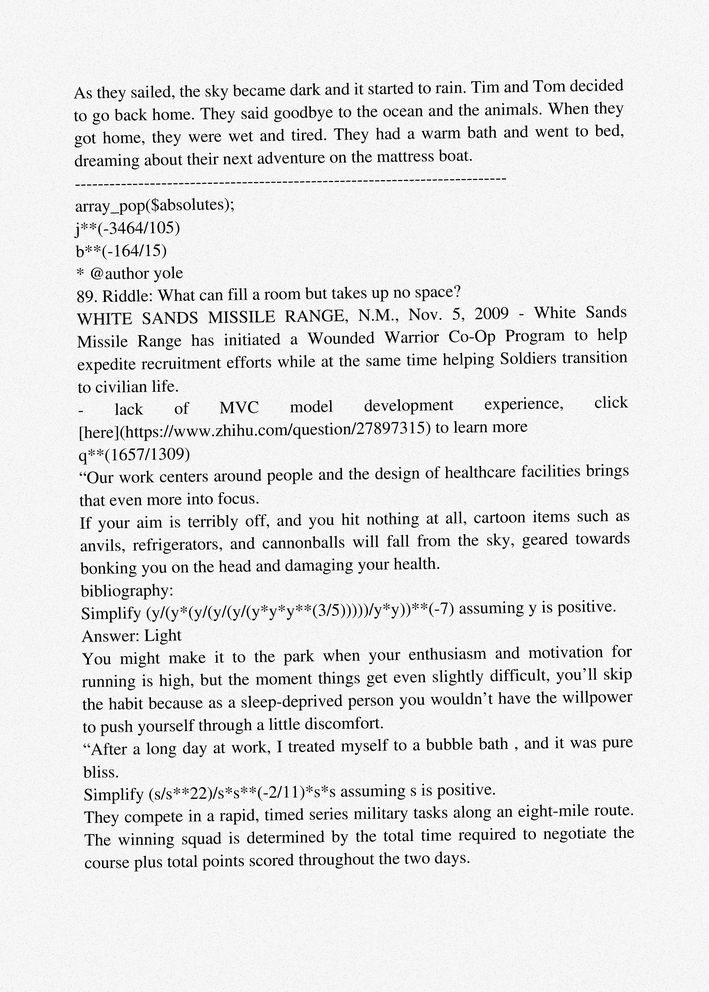 As they sailed, the sky became dark and it started to rain. Tim and Tom decided
to go back home. They said goodbye to the ocean and the animals. When they
got home, they were wet and tired. They had a warm bath and went to bed,
dreaming about their next adventure on the mattress boat.
---------------------------------------------------------------------------
array_pop($absolutes);
j**(-3464/105)
b**(-164/15)
* @author yole
89. Riddle: What can fill a room but takes up no space?
WHITE SANDS MISSILE RANGE, N.M., Nov. 5, 2009 - White Sands
Missile Range has initiated a Wounded Warrior Co-Op Program to help
expedite recruitment efforts while at the same time helping Soldiers transition
to civilian life.
- lack of MVC model development experience, click
[here](https://www.zhihu.com/question/27897315) to learn more
q**(1657/1309)
“Our work centers around people and the design of healthcare facilities brings
that even more into focus.
If your aim is terribly off, and you hit nothing at all, cartoon items such as
anvils, refrigerators, and cannonballs will fall from the sky, geared towards
bonking you on the head and damaging your health.
bibliography:
Simplify (y/(y*(y/(y/(y/(y*y*y**(3/5)))))/y*y))**(-7) assuming y is positive.
Answer: Light
You might make it to the park when your enthusiasm and motivation for
running is high, but the moment things get even slightly difficult, you’ll skip
the habit because as a sleep-deprived person you wouldn’t have the willpower
to push yourself through a little discomfort.
“After a long day at work, I treated myself to a bubble bath , and it was pure
bliss.
Simplify (s/s**22)/s*s**(-2/11)*s*s assuming s is positive.
They compete in a rapid, timed series military tasks along an eight-mile route.
The winning squad is determined by the total time required to negotiate the
course plus total points scored throughout the two days.